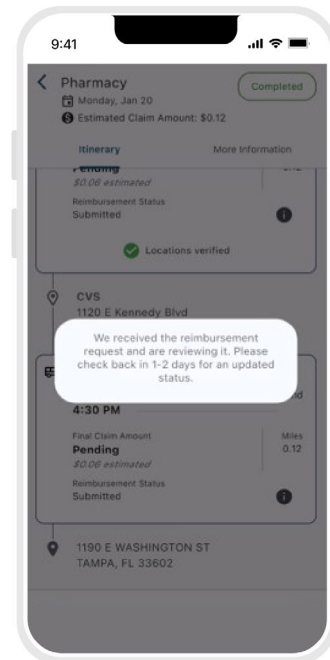 9:41
Pharmacy
Completed
Monday, Jan 20
Estimated Claim Amount: $0.12
Itinerary
More Information
Pending
$0.06 estimated
Reimbursement Status
Submitted
Locations verified
CVS
1120 E Kennedy Blvd
We received the reimbursement
request and are reviewing it. Please
check back in 1-2 days for an updated
status.
4:30 PM
Final Claim Amount
Miles
Pending
0.12
$0.06 estimated
Reimbursement Status
Submitted
1190 E WASHINGTON ST
TAMPA, FL 33602